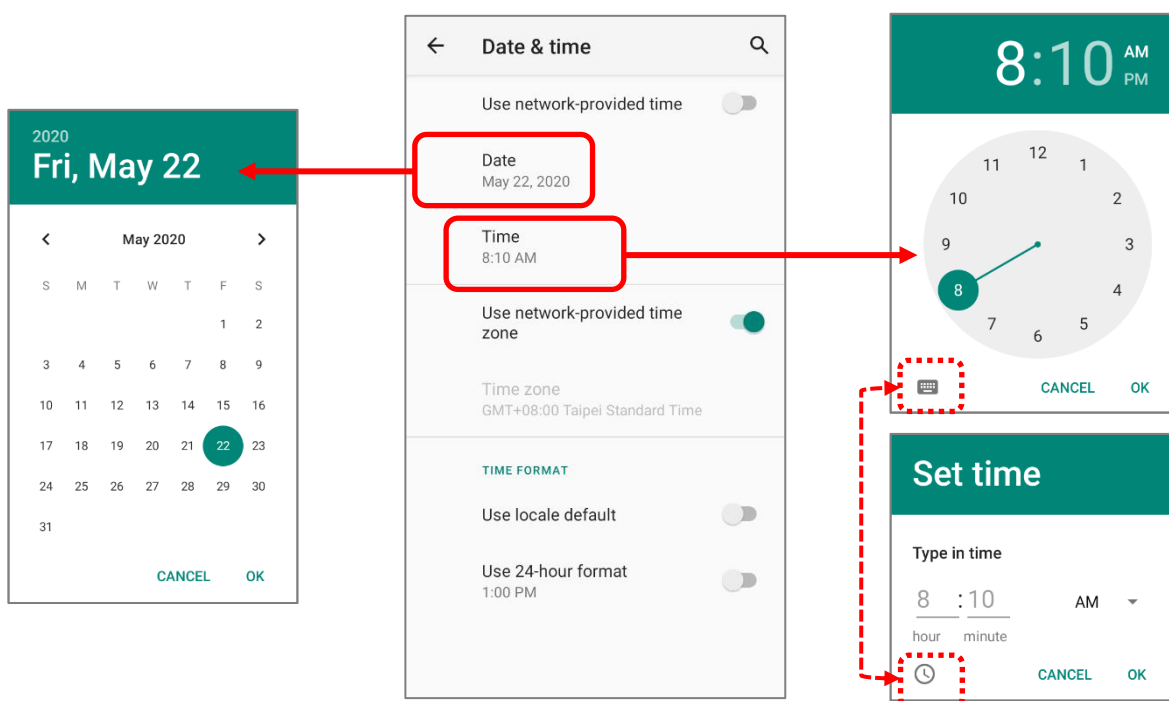 2020
Fri, May 22
May 2020
S M T W T F S
1 2
3 4 5 6 7 8 9
10 11 12 13 14 15 16
17 18 19 20 21 22 23
24 25 26 27 28 29 30
31
CANCEL OK
Date & time
Use network-provided time
Date
May 22, 2020
Time
8:10 AM
Use network-provided time
zone
Time zone
GMT+08:00 Taipei Standard Time
TIME FORMAT
Use locale default
Use 24-hour format
1:00 PM
8:10 AM
PM
12
11 1
10 2
9 3
8 4
7 5
6
CANCEL OK
Set time
Type in time
8 :10 AM
hour minute
CANCEL OK